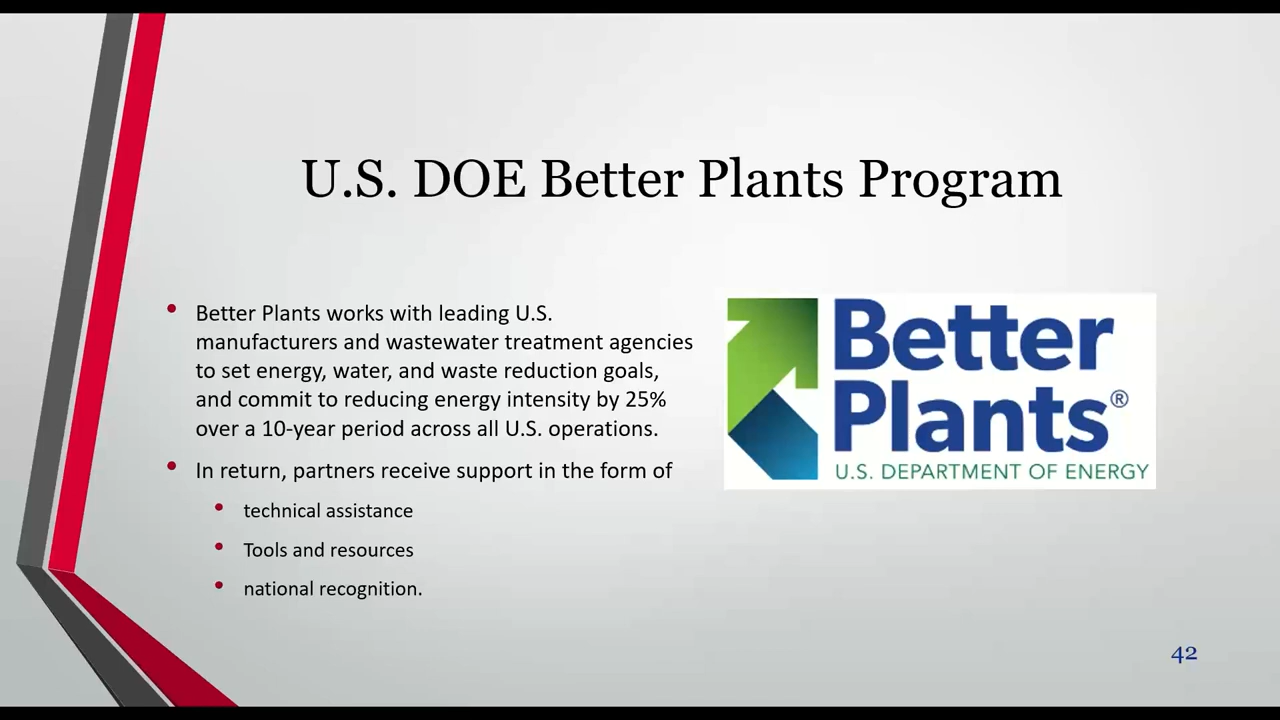 U.S. DOE Better Plants Program
• Better Plants works with leading U.S.
manufacturers and wastewater treatment agencies
to set energy, water, and waste reduction goals,
and commit to reducing energy intensity by 25%
over a 10-year period across all U.S. operations.
• In return, partners receive support in the form of
• technical assistance
• Tools and resources
• national recognition.
Better
Plants®
U.S. DEPARTMENT OF ENERGY
42